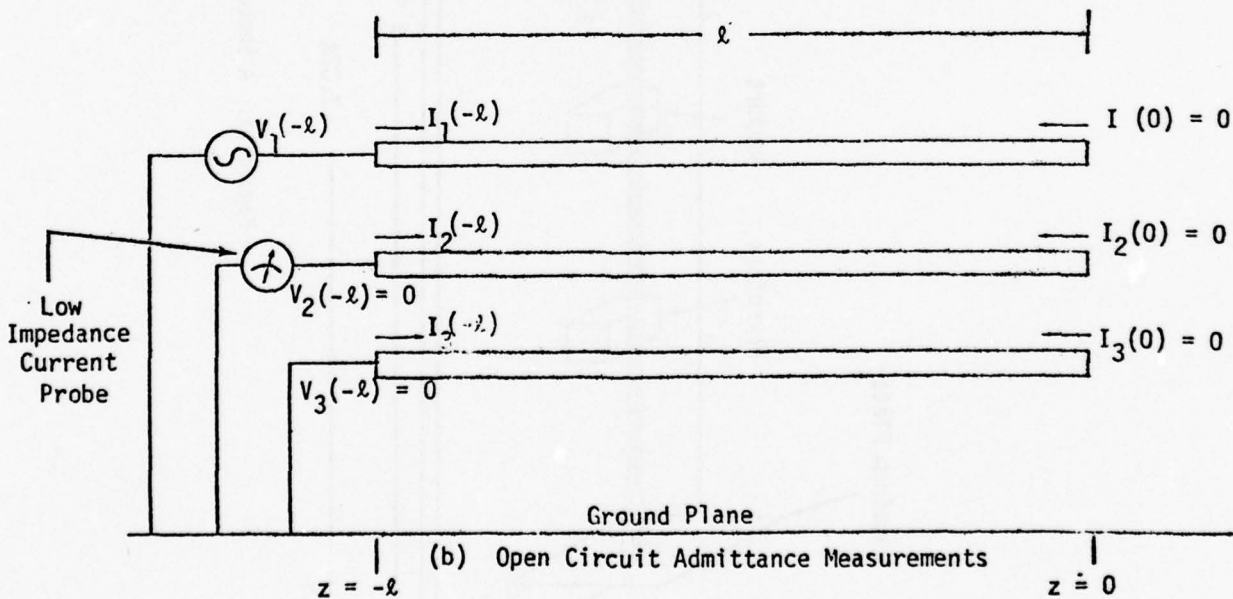 ℓ
V₁(-ℓ)
I₁(-ℓ)
I (0) = 0
I₂(-ℓ)
I₂(0) = 0
V₂(-ℓ) = 0
Low
Impedance
Current
Probe
(-ℓ)
I₃(0) = 0
V₃(-ℓ) = 0
Ground Plane
(b) Open Circuit Admittance Measurements
z = -ℓ
z = 0